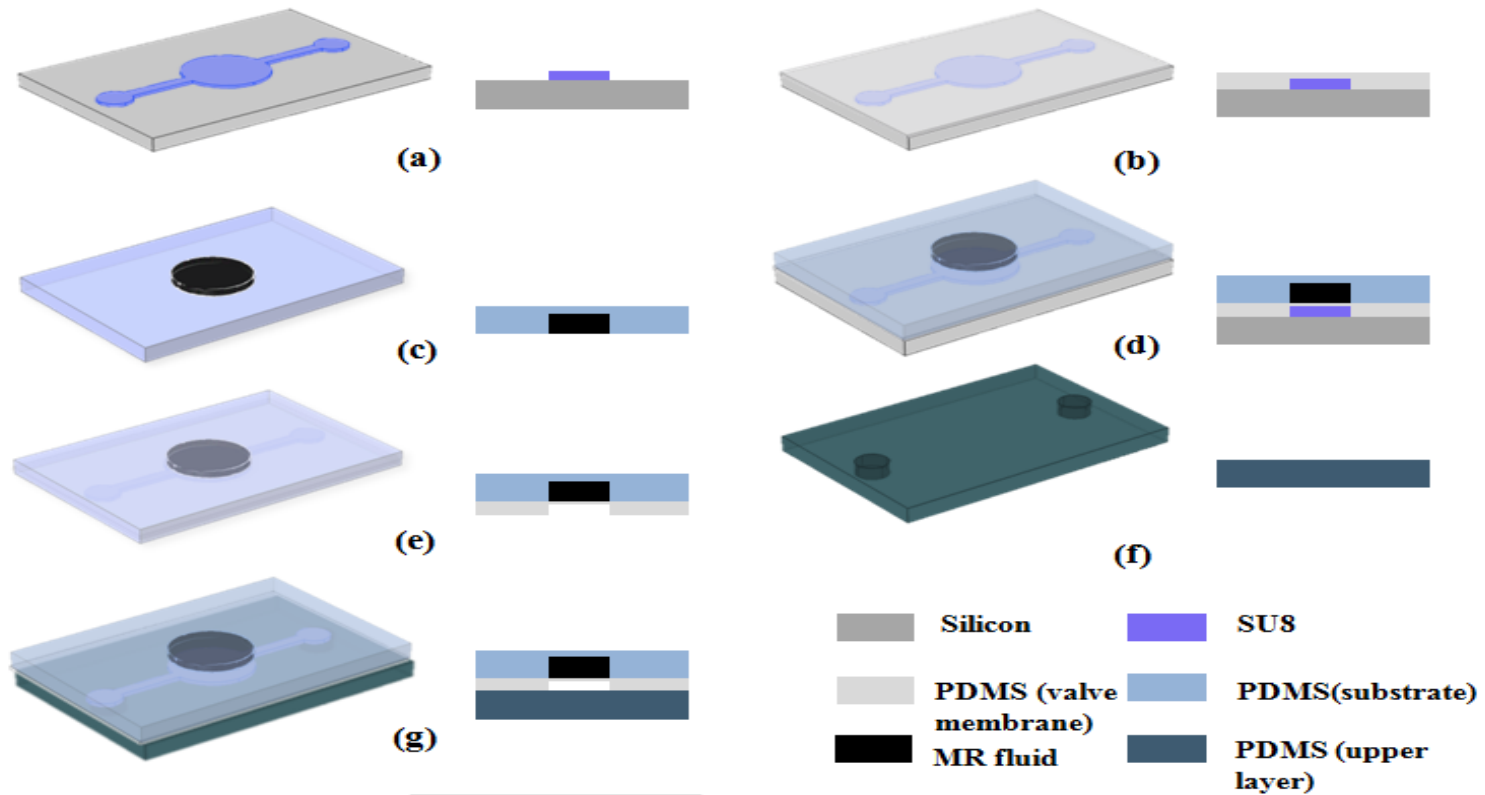 (a)
(b)
(c)
(d)
(e)
(f)
(g)
Silicon
SU8
PDMS (valve
membrane)
PDMS(substrate)
MR fluid
PDMS (upper
layer)